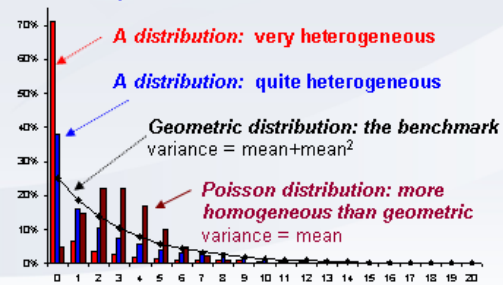 70%
A distribution: very heterogeneous
60%
A distribution: quite heterogeneous
50%
40%
Geometric distribution: the benchmark
variance = mean+mean²
30%
20%
Poisson distribution: more
homogeneous than geometric
variance = mean
10%
0%
0 1 2 3 4 5 6 7 8 9 10 11 12 13 14 15 16 17 18 19 20